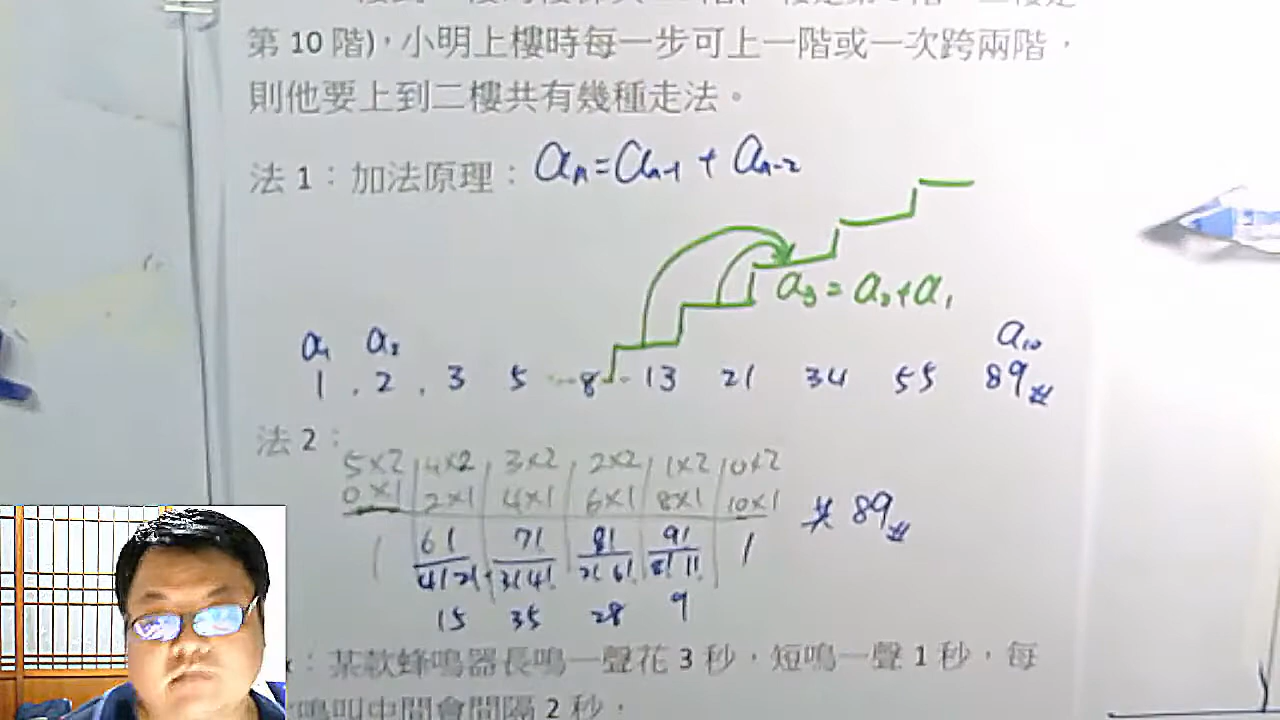 第 10 階)，小明上樓時每一步可上一階或一次跨兩階，
則他要上到二樓共有幾種走法。
法 1：加法原理： aₙ=aₙ₋₁ + aₙ₋₂
a₃ = a₂+a₁
a₁ a₂ a₁₀
1 , 2 , 3 5 8 13 21 34 55 89
法 2：
5×2 | 4×2 | 3×2 | 2×2 | 1×2 | 0×2
0×1 | 2×1 | 4×1 | 6×1 | 8×1 | 10×1
共 89
1 6!/4!2! 7!/3!4! 8!/2!6! 9!/8!1! 1
15 35 28 9
：某款蜂鳴器長鳴一聲花 3 秒，短鳴一聲 1 秒，每
鳴叫中間會間隔 2 秒，